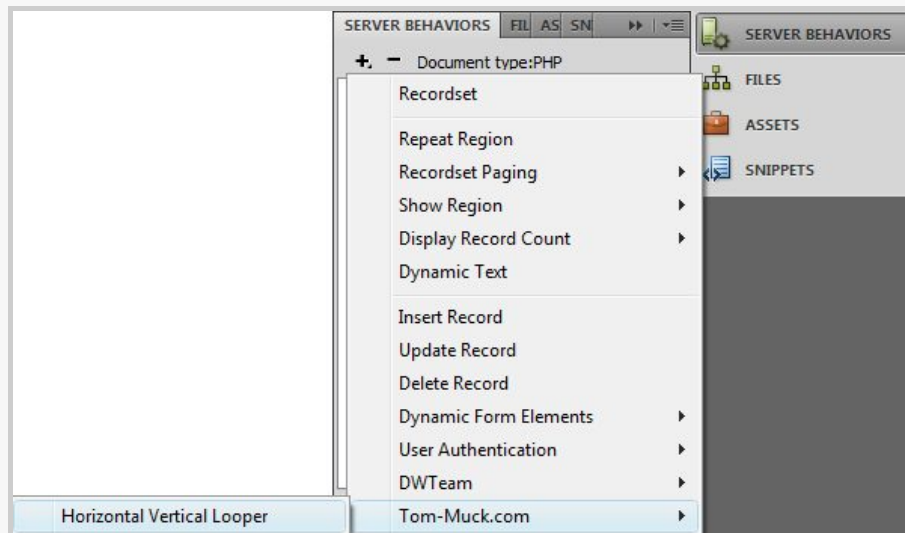 SERVER BEHAVIORS FIL AS SN
Document type:PHP
Recordset
Repeat Region
Recordset Paging
Show Region
Display Record Count
Dynamic Text
Insert Record
Update Record
Delete Record
Dynamic Form Elements
User Authentication
DWTeam
Tom-Muck.com
Horizontal Vertical Looper
SERVER BEHAVIORS
FILES
ASSETS
SNIPPETS